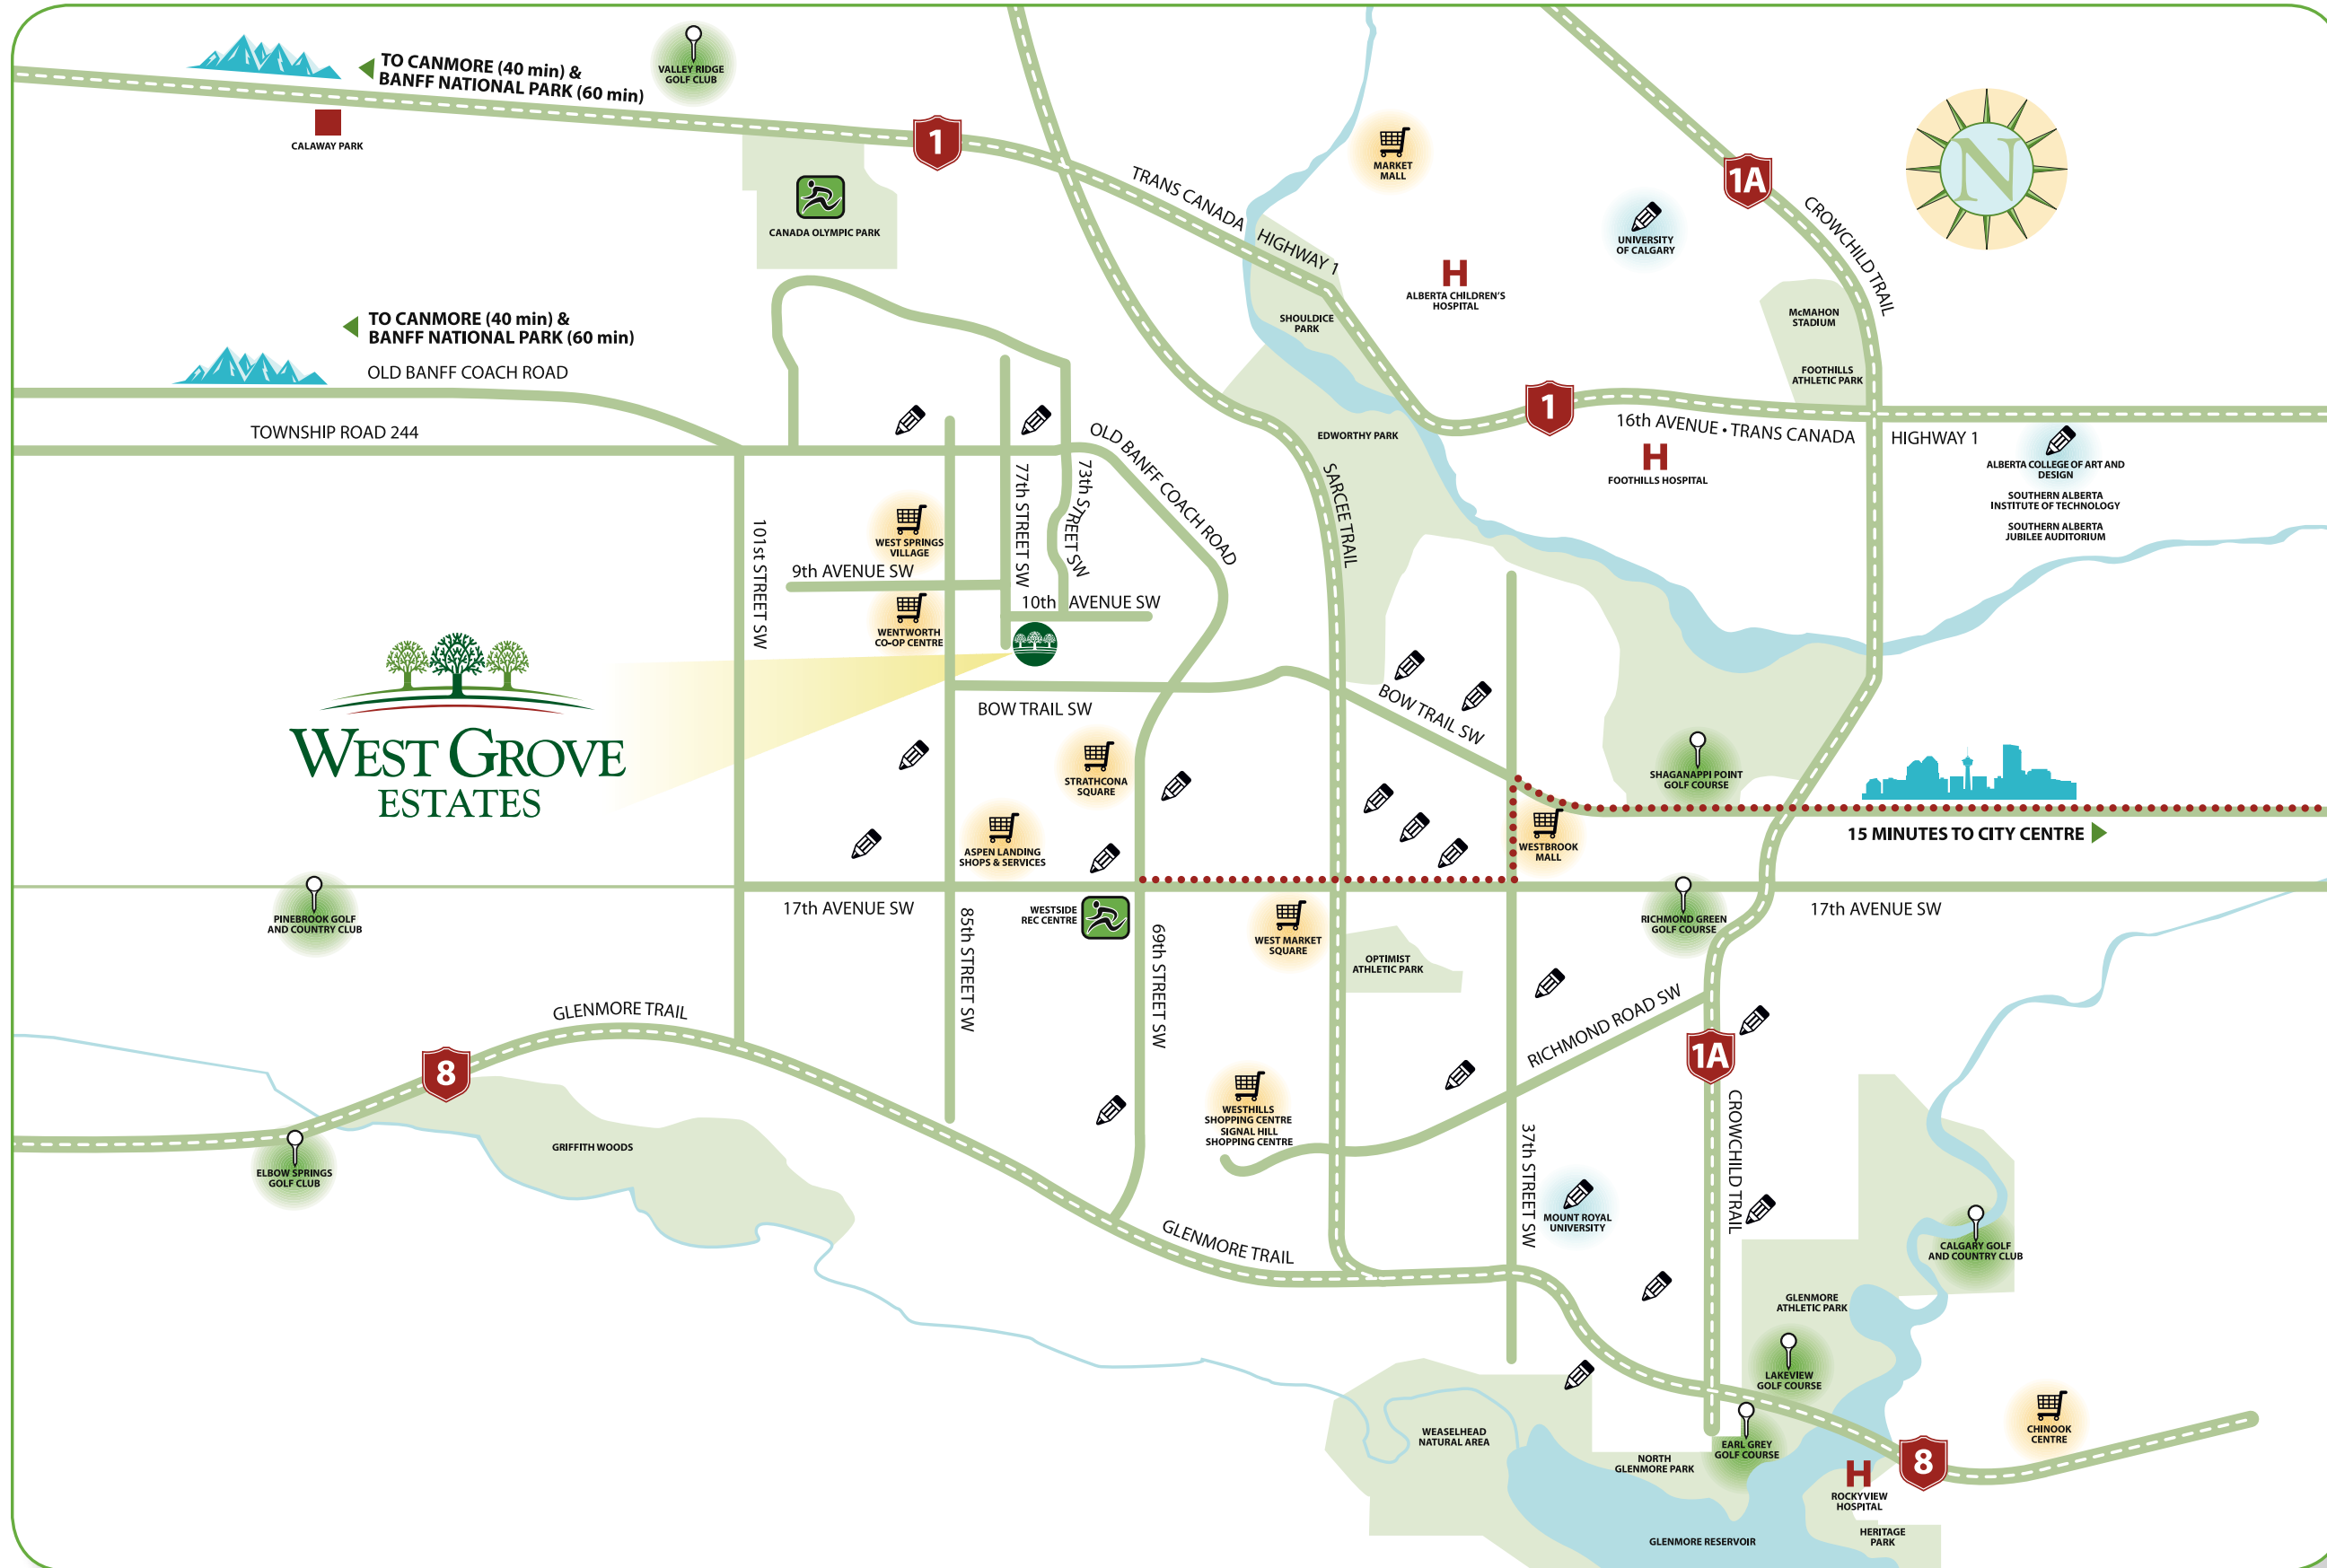 TO CANMORE (40 min) &
BANFF NATIONAL PARK (60 min)
VALLEY RIDGE
GOLF CLUB
CALAWAY PARK
1
CANADA OLYMPIC PARK
TRANS CANADA HIGHWAY 1
MARKET
MALL
1A
CROWCHILD TRAIL
N
UNIVERSITY
OF CALGARY
ALBERTA CHILDREN'S
HOSPITAL
H
SHOULDICE
PARK
McMAHON
STADIUM
FOOTHILLS
ATHLETIC PARK
TO CANMORE (40 min) &
BANFF NATIONAL PARK (60 min)
OLD BANFF COACH ROAD
TOWNSHIP ROAD 244
OLD BANFF COACH ROAD
EDWORTHY PARK
1
16th AVENUE • TRANS CANADA HIGHWAY 1
H
FOOTHILLS HOSPITAL
ALBERTA COLLEGE OF ART AND
DESIGN
SOUTHERN ALBERTA
INSTITUTE OF TECHNOLOGY
SOUTHERN ALBERTA
JUBILEE AUDITORIUM
101st STREET SW
77th STREET SW
73th STREET SW
SARCEE TRAIL
WEST SPRINGS
VILLAGE
9th AVENUE SW
10th AVENUE SW
WENTWORTH
CO-OP CENTRE
WEST GROVE
ESTATES
BOW TRAIL SW
BOW TRAIL SW
STRATHCONA
SQUARE
ASPEN LANDING
SHOPS & SERVICES
SHAGANAPPI POINT
GOLF COURSE
WESTBROOK
MALL
15 MINUTES TO CITY CENTRE
PINEBROOK GOLF
AND COUNTRY CLUB
17th AVENUE SW
WESTSIDE
REC CENTRE
85th STREET SW
69th STREET SW
WEST MARKET
SQUARE
OPTIMIST
ATHLETIC PARK
RICHMOND GREEN
GOLF COURSE
17th AVENUE SW
GLENMORE TRAIL
8
RICHMOND ROAD SW
1A
CROWCHILD TRAIL
GRIFFITH WOODS
ELBOW SPRINGS
GOLF CLUB
WESTHILLS
SHOPPING CENTRE
SIGNAL HILL
SHOPPING CENTRE
37th STREET SW
MOUNT ROYAL
UNIVERSITY
GLENMORE TRAIL
CALGARY GOLF
AND COUNTRY CLUB
GLENMORE
ATHLETIC PARK
LAKEVIEW
GOLF COURSE
WEASELHEAD
NATURAL AREA
NORTH
GLENMORE PARK
EARL GREY
GOLF COURSE
CHINOOK
CENTRE
8
H
ROCKYVIEW
HOSPITAL
HERITAGE
PARK
GLENMORE RESERVOIR